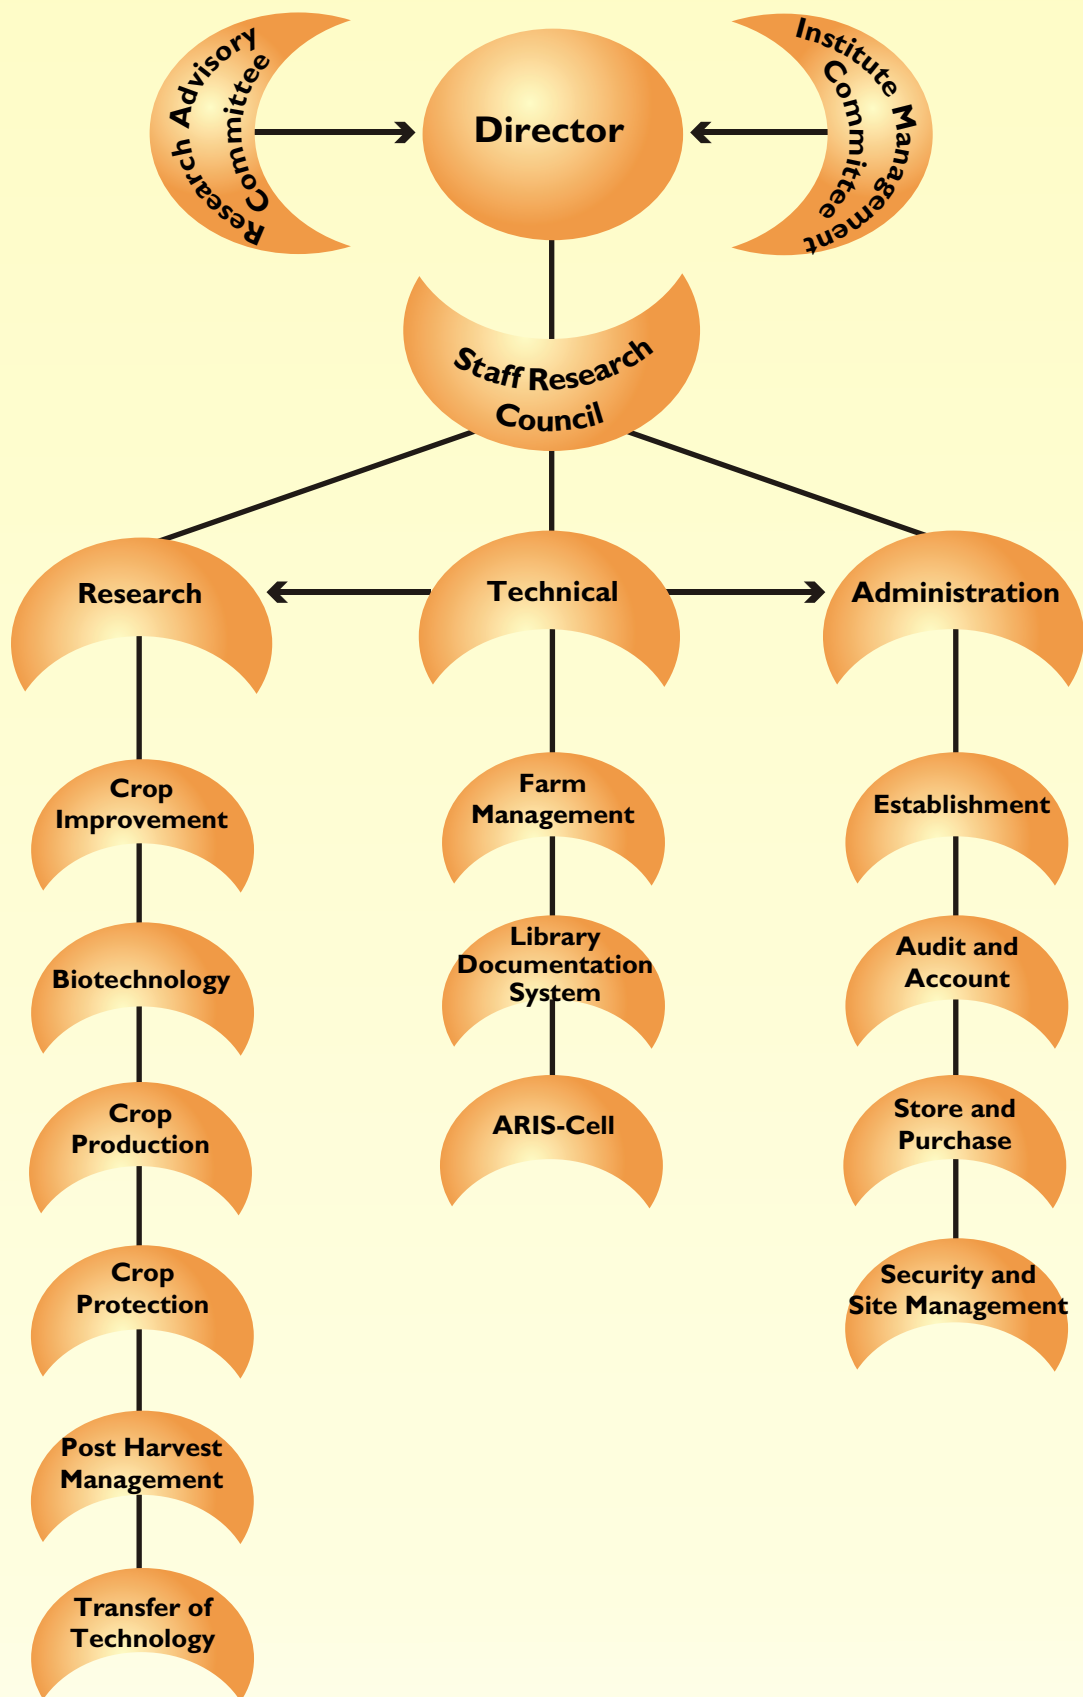 Research Advisory
Committee
Director
Institute Management
Committee
Staff Research
Council
Research
Technical
Administration
Crop
Improvement
Biotechnology
Crop
Production
Crop
Protection
Post Harvest
Management
Transfer of
Technology
Farm
Management
Library
Documentation
System
ARIS-Cell
Establishment
Audit and
Account
Store and
Purchase
Security and
Site Management